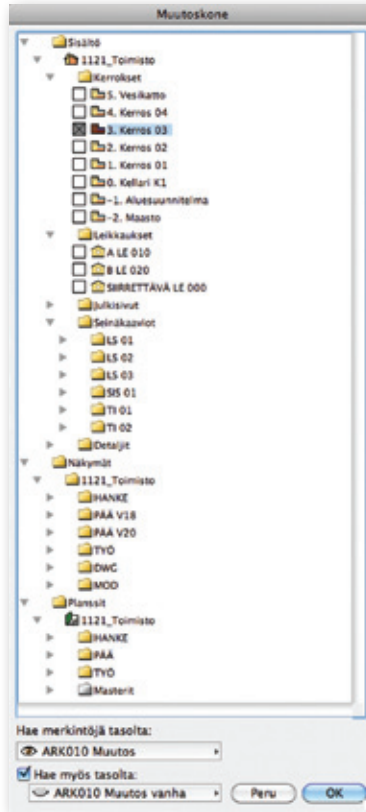 Muutoskone
Sisältö
1121_Toimisto
Kerrokset
5. Vesikatto
4. Kerros 04
3. Kerros 03
2. Kerros 02
1. Kerros 01
0. Kellari K1
-1. Aluesuunnitelma
-2. Maasto
Leikkaukset
A LE 010
B LE 020
SIIRRETTÄVÄ LE 000
Julkisivut
Seinäkaaviot
LS 01
LS 02
LS 03
SIS 01
TI 01
TI 02
Detaljit
Näkymät
1121_Toimisto
HANKE
PÄÄ V18
PÄÄ V20
TYÖ
DWG
MOD
Planssit
1121_Toimisto
HANKE
PÄÄ
TYÖ
Masterit
Hae merkintöjä tasolta:
ARK010 Muutos
Hae myös tasolta:
ARK010 Muutos vanha
Peru
OK